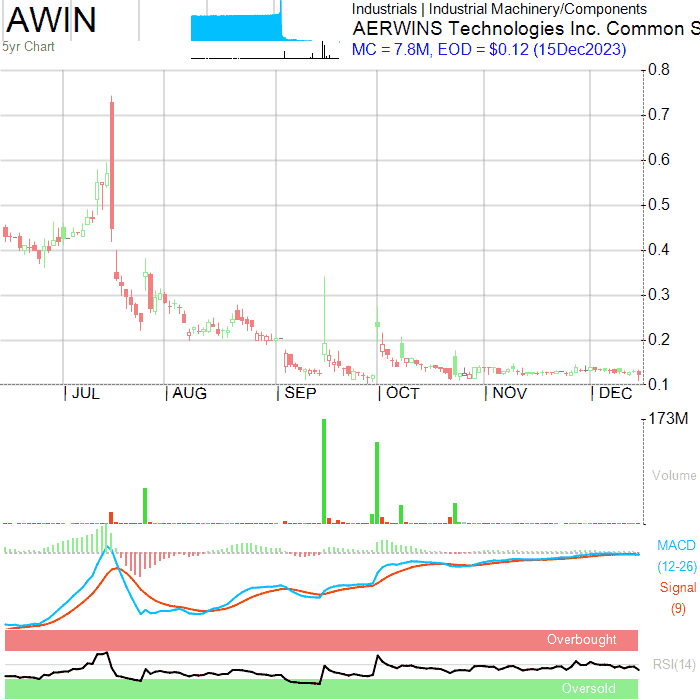 AWIN
5yr Chart
Industrials | Industrial Machinery/Components
AERWINS Technologies Inc. Common S
MC = 7.8M, EOD = $0.12 (15Dec2023)
0.8
0.7
0.6
0.5
0.4
0.3
0.2
0.1
JUL AUG SEP OCT NOV DEC
173M
Volume
MACD
(12-26)
Signal
(9)
Overbought
RSI(14)
Oversold